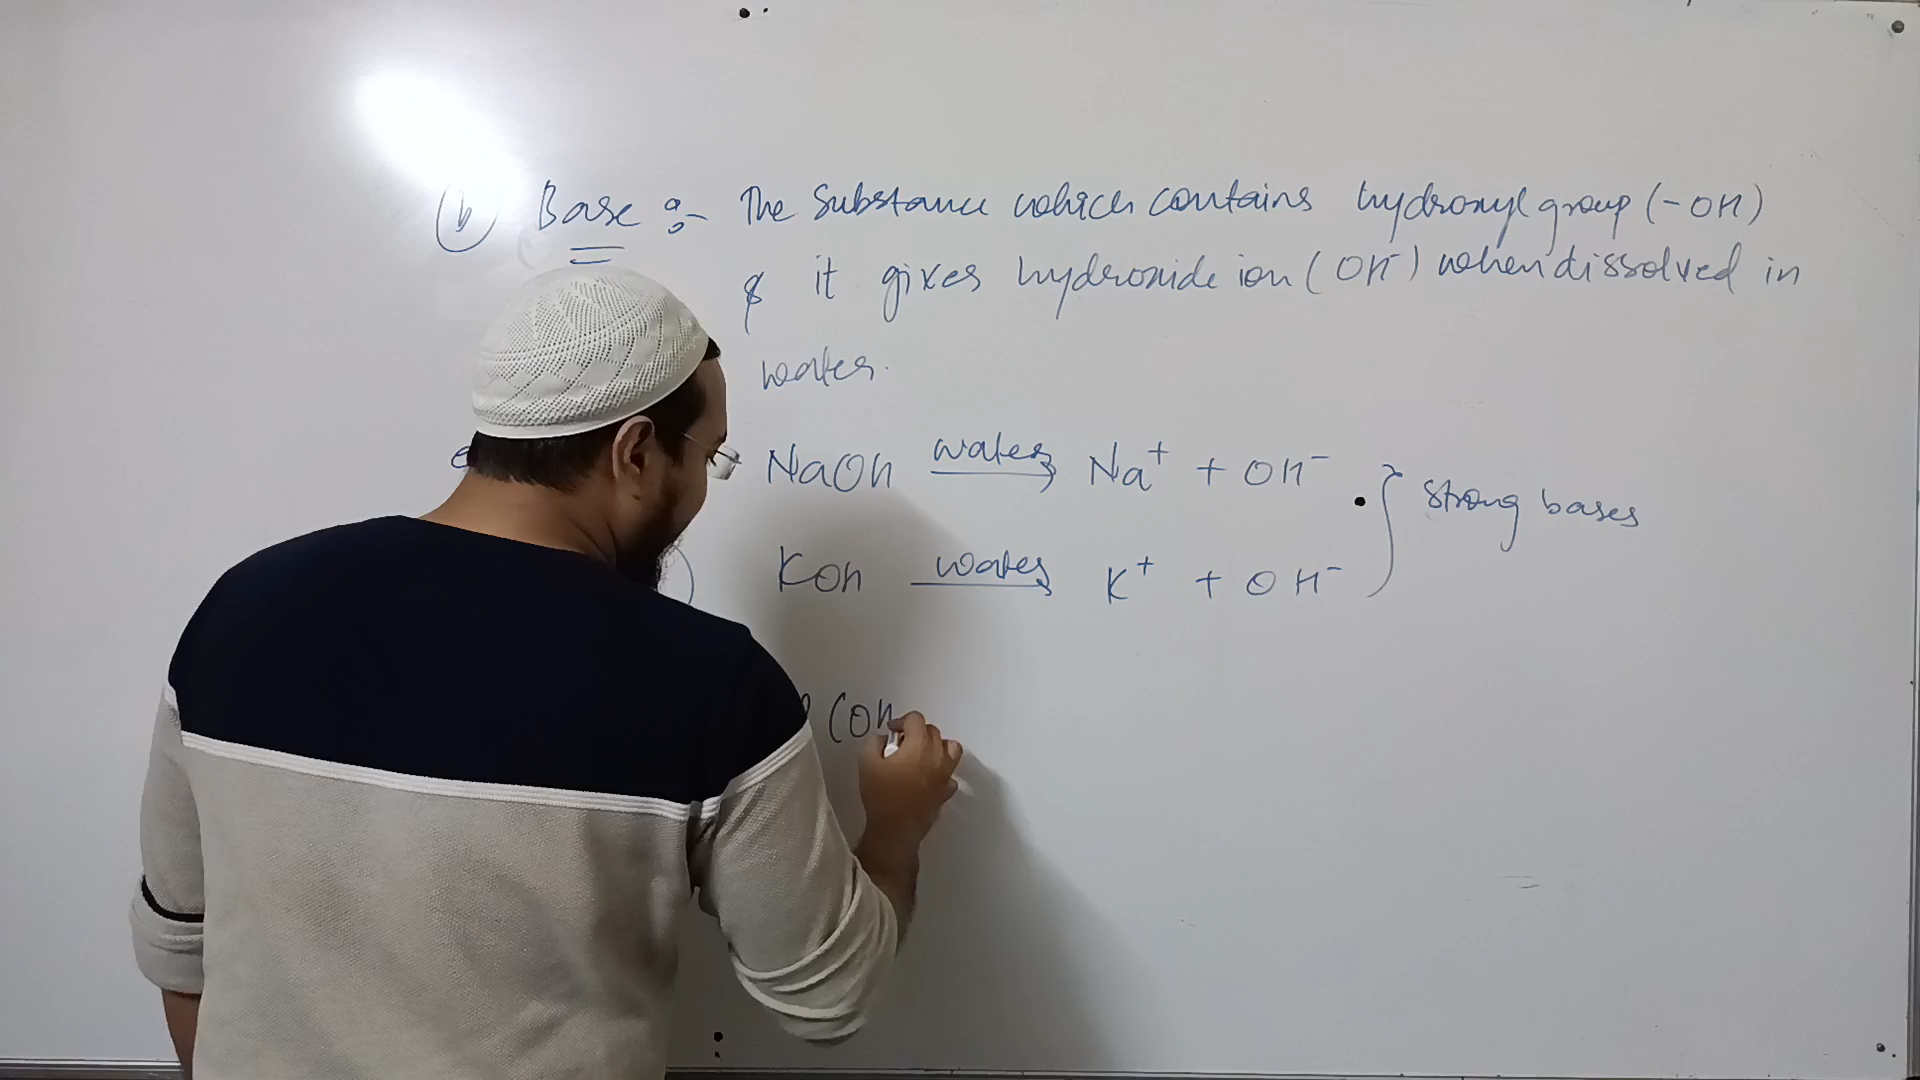 (b) Base :- The Substance which contains hydroxyl group (-OH)
& it gives hydroxide ion (OH⁻) when dissolved in
water.
NaOH water→ Na⁺ + OH⁻
KOH water→ K⁺ + OH⁻ } Strong bases
(OH